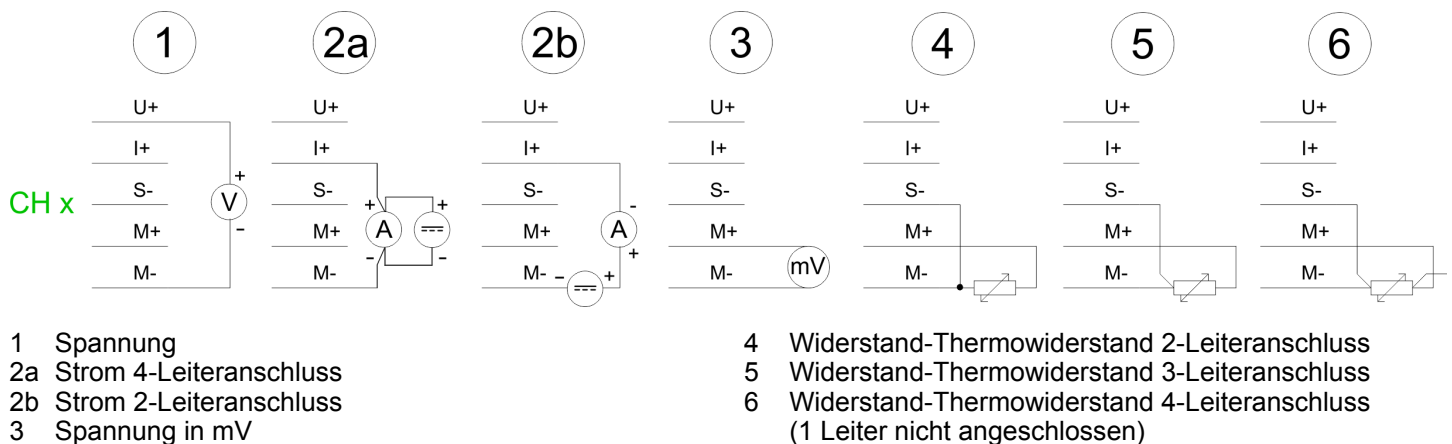 1 2a 2b 3 4 5 6
U+ U+ U+ U+ U+ U+ U+
I+ I+ I+ I+ I+ I+ I+
+ +
CH x S- V S- + + S- - S- S- S- S-
- M+ A M+ A M+ M+ M+ M+
M+ - - +
M- M- M- - + M- mV M- M- M-
1 Spannung
2a Strom 4-Leiteranschluss
2b Strom 2-Leiteranschluss
3 Spannung in mV
4 Widerstand-Thermowiderstand 2-Leiteranschluss
5 Widerstand-Thermowiderstand 3-Leiteranschluss
6 Widerstand-Thermowiderstand 4-Leiteranschluss
(1 Leiter nicht angeschlossen)